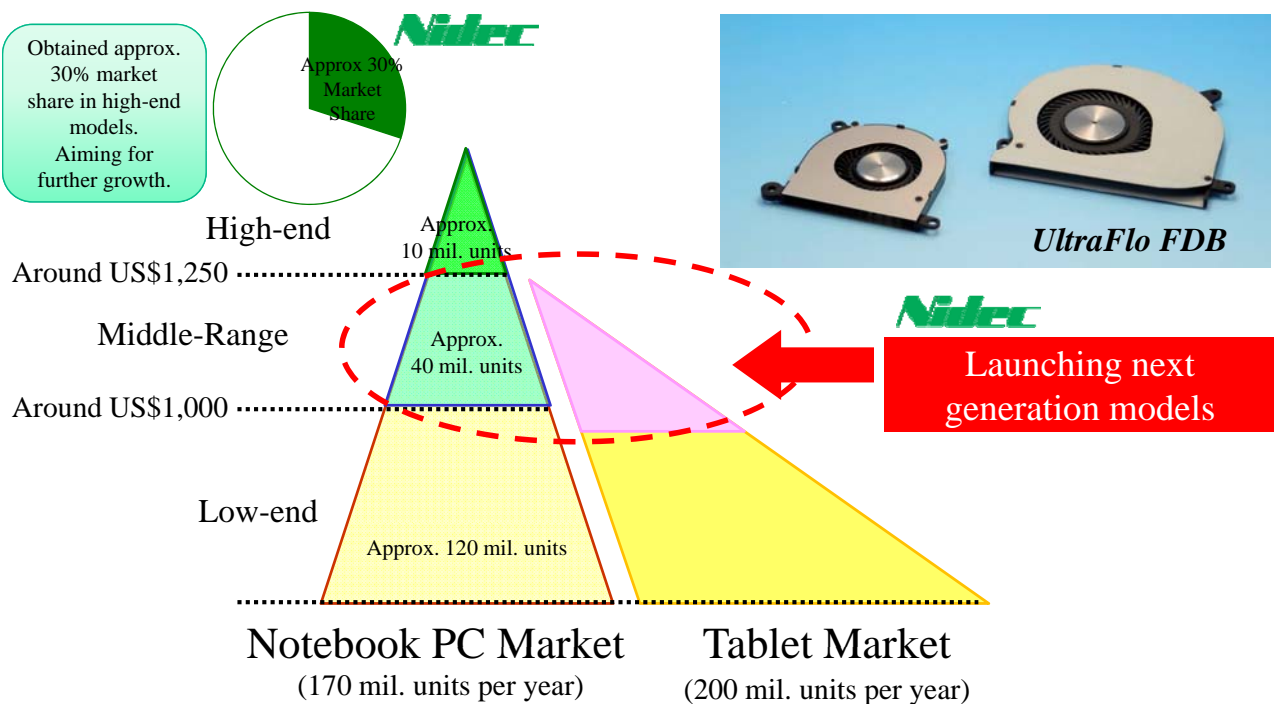 Obtained approx.
30% market
share in high-end
models.
Aiming for
further growth.
Approx 30%
Market
Share
Nidec
UltraFlo FDB
High-end
Approx.
10 mil. units
Around US$1,250
Middle-Range
Approx.
40 mil. units
Around US$1,000
Nidec
Launching next
generation models
Low-end
Approx. 120 mil. units
Notebook PC Market
(170 mil. units per year)
Tablet Market
(200 mil. units per year)